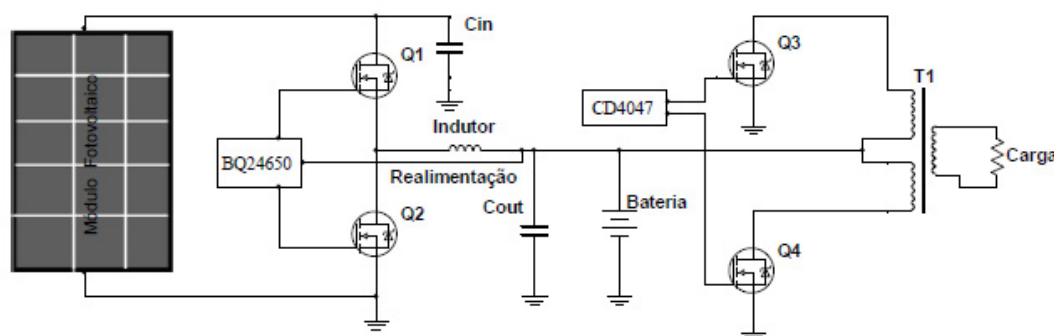 Módulo Fotovoltaico
Cin
Q1
BQ24650
Indutor
Realimentação
Q2
Cout
Bateria
Q3
CD4047
Q4
T1
Carga